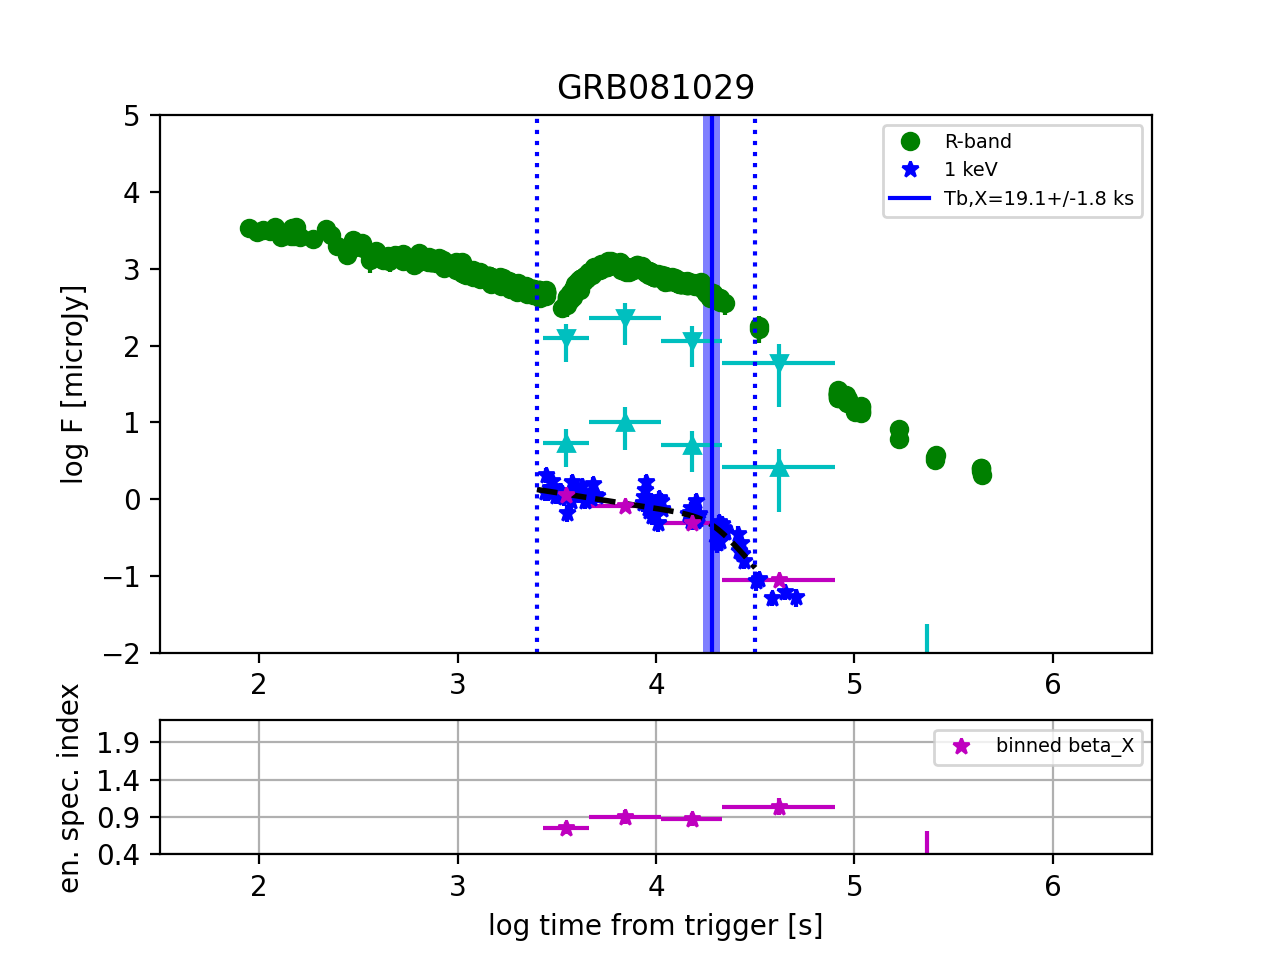 GRB081029
log F [microJy]
5
4
3
2
1
0
−1
−2
R-band
1 keV
Tb,X=19.1+/-1.8 ks
2 3 4 5 6
en. spec. index
1.9
1.4
0.9
0.4
binned beta_X
2 3 4 5 6
log time from trigger [s]